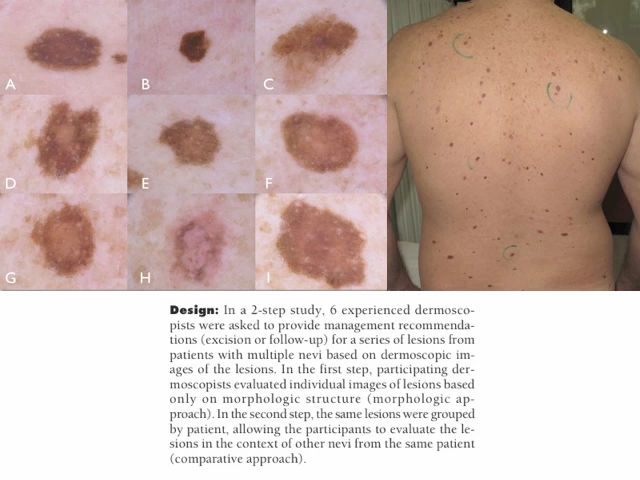 A
B
C
D
E
F
G
H
I
Design: In a 2-step study, 6 experienced dermosco-
pists were asked to provide management recommenda-
tions (excision or follow-up) for a series of lesions from
patients with multiple nevi based on dermoscopic im-
ages of the lesions. In the first step, participating der-
moscopists evaluated individual images of lesions based
only on morphologic structure (morphologic ap-
proach). In the second step, the same lesions were grouped
by patient, allowing the participants to evaluate the le-
sions in the context of other nevi from the same patient
(comparative approach).